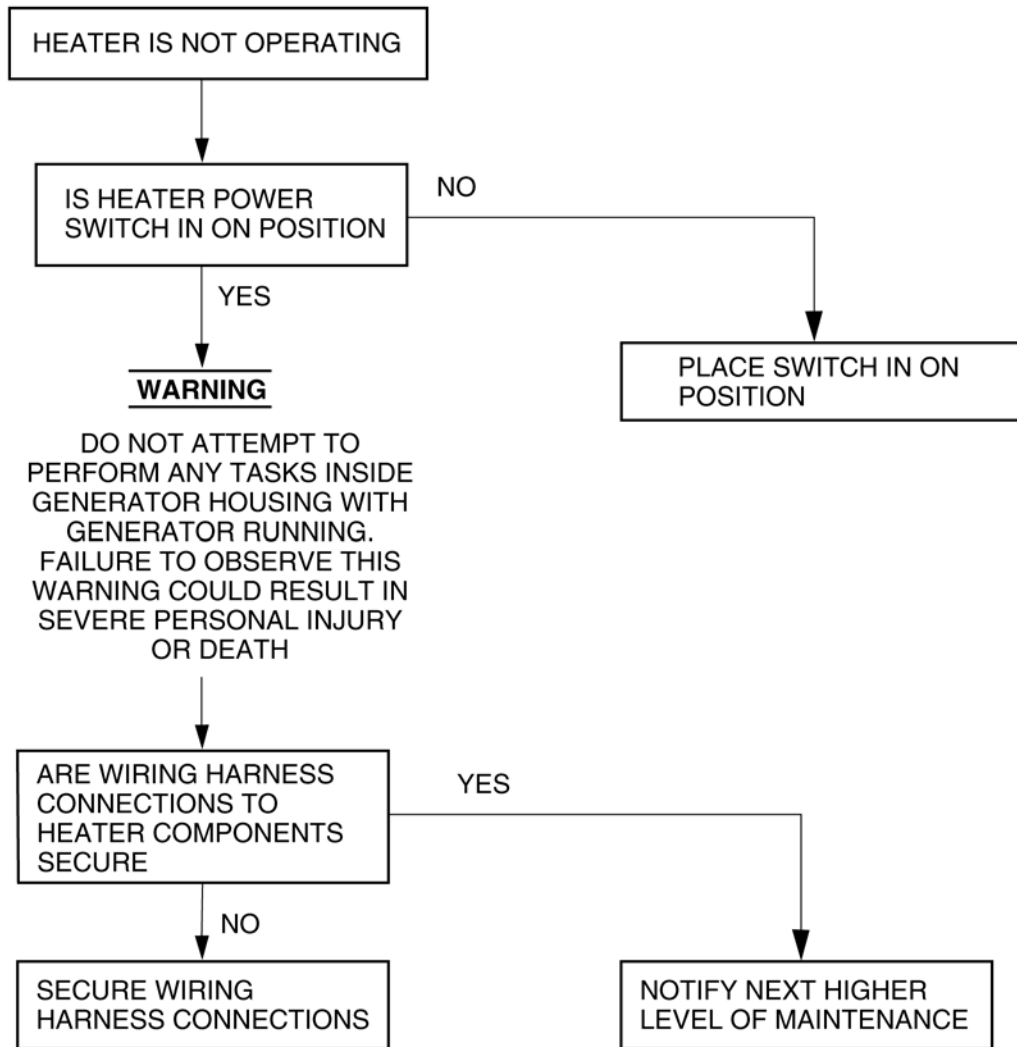 HEATER IS NOT OPERATING
IS HEATER POWER
SWITCH IN ON POSITION
NO
YES
PLACE SWITCH IN ON
POSITION
WARNING
DO NOT ATTEMPT TO
PERFORM ANY TASKS INSIDE
GENERATOR HOUSING WITH
GENERATOR RUNNING.
FAILURE TO OBSERVE THIS
WARNING COULD RESULT IN
SEVERE PERSONAL INJURY
OR DEATH
ARE WIRING HARNESS
CONNECTIONS TO
HEATER COMPONENTS
SECURE
YES
NO
SECURE WIRING
HARNESS CONNECTIONS
NOTIFY NEXT HIGHER
LEVEL OF MAINTENANCE